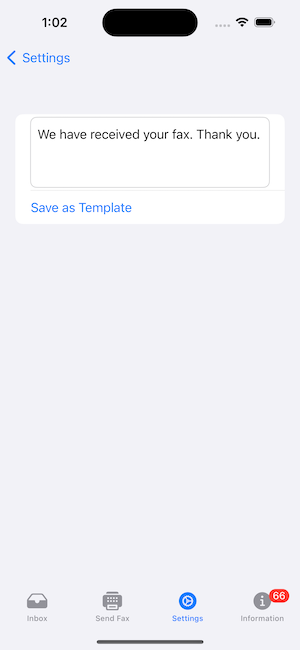 1:02
Settings
We have received your fax. Thank you.
Save as Template
66
Inbox
Send Fax
Settings
Information